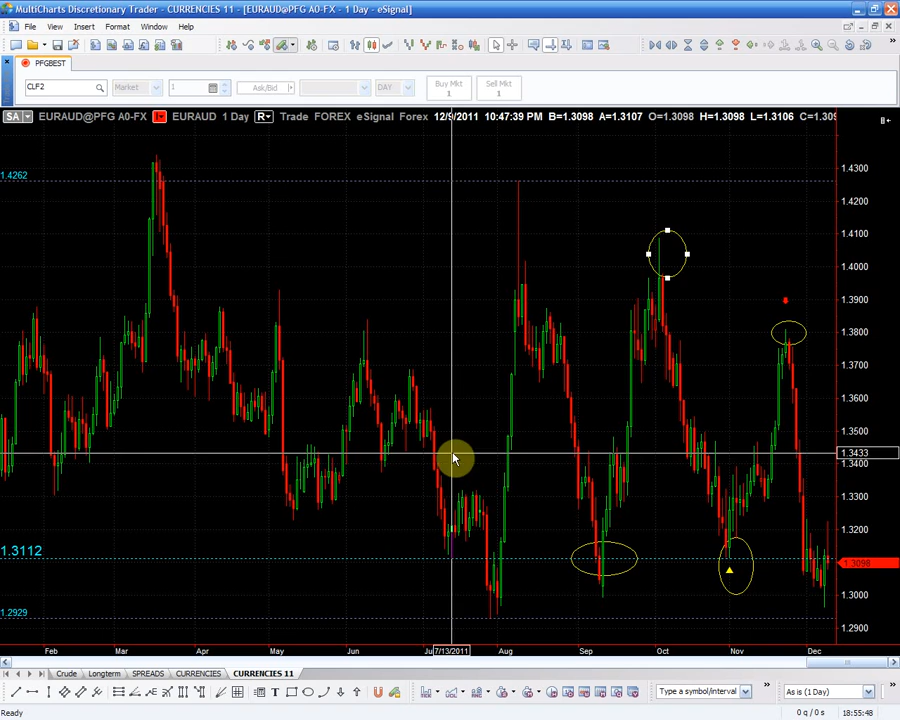 MultiCharts Discretionary Trader - CURRENCIES 11 - [EURAUD@PFG A0-FX - 1 Day - eSignal]
File View Insert Format Window Help
PFGBEST
CLF2 Market 1 Ask/Bid DAY Buy Mkt 1 Sell Mkt 1
SA EURAUD@PFG A0-FX I EURAUD 1 Day R Trade FOREX eSignal Forex 12/9/2011 10:47:39 PM B=1.3098 A=1.3107 O=1.3098 H=1.3098 L=1.3106 C=1.309
1.4300
1.4262
1.4200
1.4100
1.4000
1.3900
1.3800
1.3700
1.3600
1.3500
1.3433
1.3400
1.3300
1.3200
1.3112
1.3098
1.3000
1.2929
1.2900
Feb Mar Apr May Jun Ju 7/13/2011 Aug Sep Oct Nov Dec
Crude Longterm SPREADS CURRENCIES CURRENCIES 11
Type a symbol/interval As is (1 Day)
Ready 0 q / 0 s 18:55:48